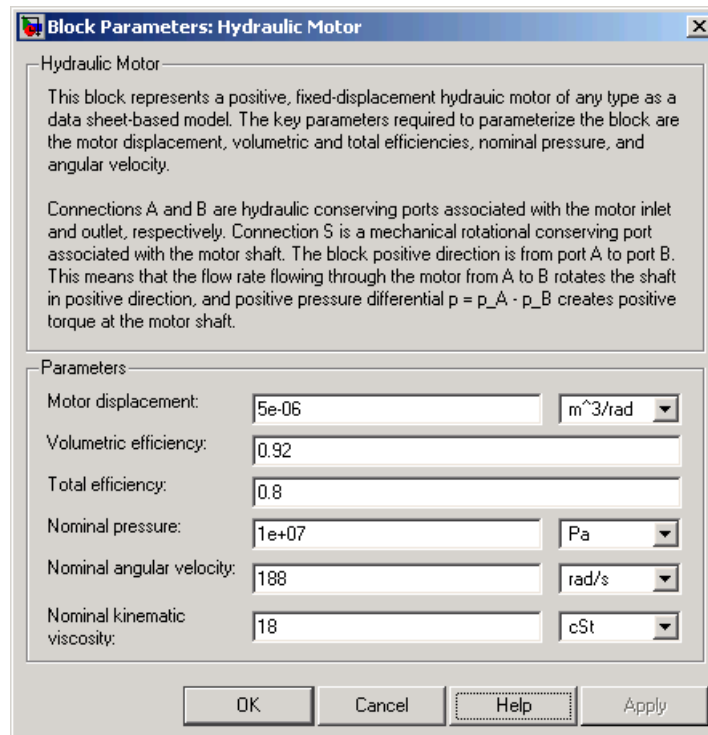 Block Parameters: Hydraulic Motor
Hydraulic Motor
This block represents a positive, fixed-displacement hydrauic motor of any type as a
data sheet-based model. The key parameters required to parameterize the block are
the motor displacement, volumetric and total efficiencies, nominal pressure, and
angular velocity.
Connections A and B are hydraulic conserving ports associated with the motor inlet
and outlet, respectively. Connection S is a mechanical rotational conserving port
associated with the motor shaft. The block positive direction is from port A to port B.
This means that the flow rate flowing through the motor from A to B rotates the shaft
in positive direction, and positive pressure differential p = p_A - p_B creates positive
torque at the motor shaft.
Parameters
Motor displacement: 5e-06 m^3/rad
Volumetric efficiency: 0.92
Total efficiency: 0.8
Nominal pressure: 1e+07 Pa
Nominal angular velocity: 188 rad/s
Nominal kinematic
viscosity: 18 cSt
OK Cancel Help Apply